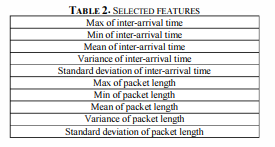 TABLE 2. SELECTED FEATURES
Max of inter-arrival time
Min of inter-arrival time
Mean of inter-arrival time
Variance of inter-arrival time
Standard deviation of inter-arrival time
Max of packet length
Min of packet length
Mean of packet length
Variance of packet length
Standard deviation of packet length